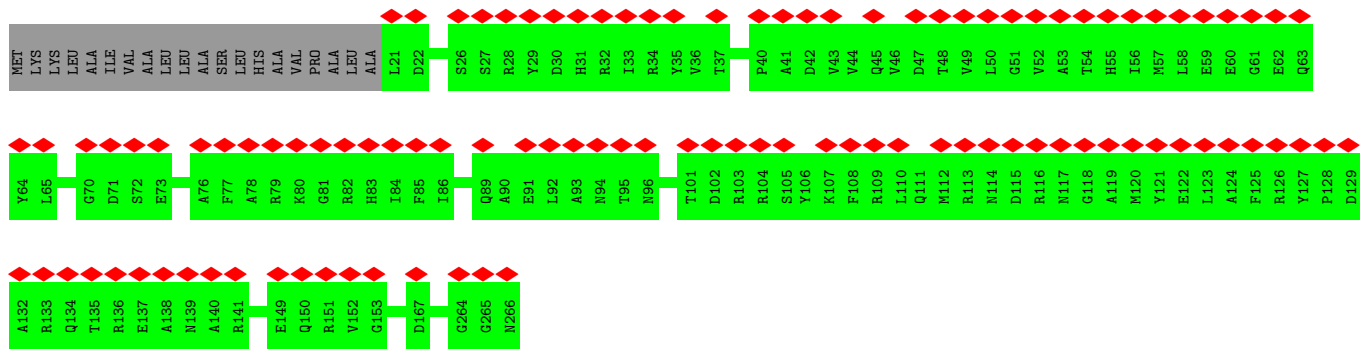 MET LYS LYS LEU ALA ILE VAL ALA LEU LEU ALA SER LEU HIS ALA VAL PRO ALA LEU ALA L21 D22 S26 S27 R28 Y29 D30 H31 R32 I33 R34 Y35 V36 T37 P40 A41 D42 V43 V44 Q45 V46 D47 T48 V49 L50 G51 V52 A53 T54 H55 I56 M57 L58 E59 E60 G61 E62 Q63
Y64 L65 G70 D71 S72 E73 A76 F77 A78 R79 K80 G81 R82 H83 I84 F85 I86 Q89 A90 E91 L92 A93 N94 T95 N96 T101 D102 R103 R104 S105 Y106 K107 F108 R109 L110 Q111 M112 R113 N114 D115 R116 N117 G118 A119 M120 Y121 E122 L123 A124 F125 R126 Y127 P128 D129
A132 R133 Q134 T135 R136 E137 A138 N139 A140 R141 E149 Q150 R151 V152 G153 D167 G264 G265 N266